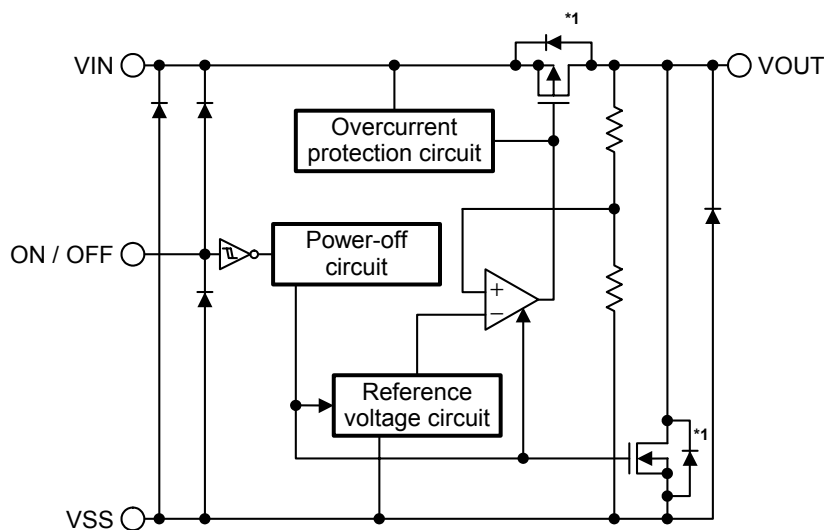 *1
VIN
VOUT
Overcurrent
protection circuit
ON / OFF
Power-off
circuit
+
−
Reference
voltage circuit
*1
VSS